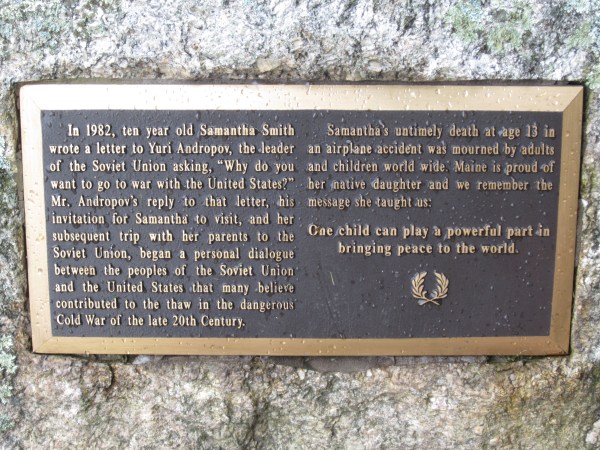 In 1982, ten year old Samantha Smith
wrote a letter to Yuri Andropov, the leader
of the Soviet Union asking, “Why do you
want to go to war with the United States?”
Mr. Andropov's reply to that letter, his
invitation for Samantha to visit, and her
subsequent trip with her parents to the
Soviet Union, began a personal dialogue
between the peoples of the Soviet Union
and the United States that many believe
contributed to the thaw in the dangerous
Cold War of the late 20th Century.
Samantha's untimely death at age 13 in
an airplane accident was mourned by adults
and children world wide. Maine is proud of
her native daughter and we remember the
message she taught us:
One child can play a powerful part in
bringing peace to the world.